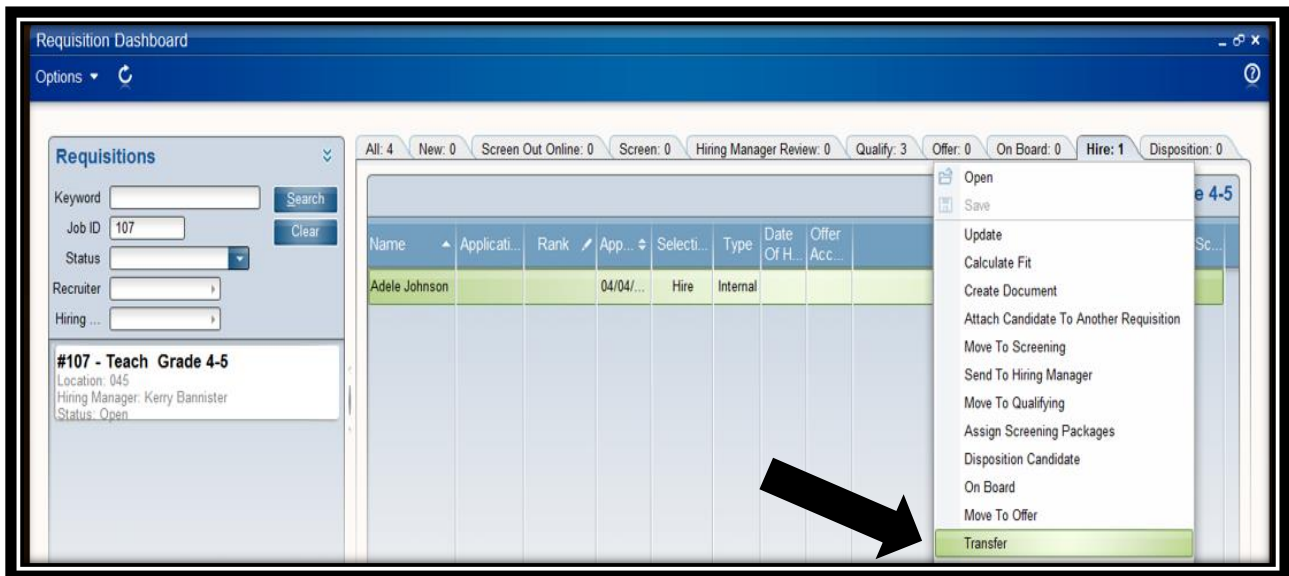 Requisition Dashboard
Options
Requisitions
Keyword Search
Job ID 107 Clear
Status
Recruiter
Hiring ...
#107 - Teach Grade 4-5
Location: 045
Hiring Manager: Kerry Bannister
Status: Open
All: 4 New: 0 Screen Out Online: 0 Screen: 0 Hiring Manager Review: 0 Qualify: 3 Offer: 0 On Board: 0 Hire: 1 Disposition: 0
e 4-5
Name Applicati... Rank App... Selecti... Type Date Of H... Offer Acc... Sc...
Adele Johnson 04/04/... Hire Internal
Open
Save
Update
Calculate Fit
Create Document
Attach Candidate To Another Requisition
Move To Screening
Send To Hiring Manager
Move To Qualifying
Assign Screening Packages
Disposition Candidate
On Board
Move To Offer
Transfer